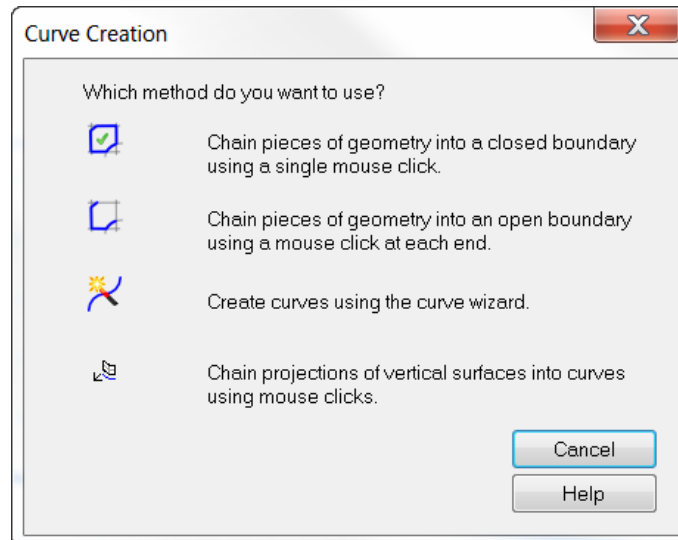 Curve Creation
Which method do you want to use?
Chain pieces of geometry into a closed boundary
using a single mouse click.
Chain pieces of geometry into an open boundary
using a mouse click at each end.
Create curves using the curve wizard.
Chain projections of vertical surfaces into curves
using mouse clicks.
Cancel
Help